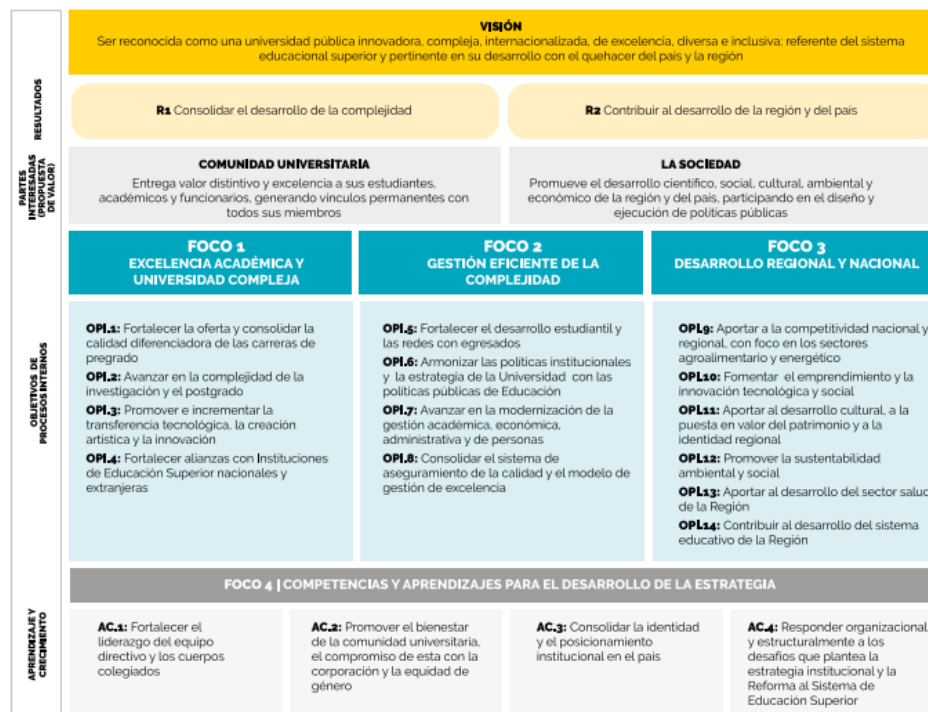 VISIÓN
Ser reconocida como una universidad pública innovadora, compleja, internacionalizada, de excelencia, diversa e inclusiva; referente del sistema
educacional superior y pertinente en su desarrollo con el quehacer del país y la región
RESULTADOS
R1 Consolidar el desarrollo de la complejidad
R2 Contribuir al desarrollo de la región y del país
PARTES
INTERESADAS
(PROPUESTA
DE VALOR)
COMUNIDAD UNIVERSITARIA
Entrega valor distintivo y excelencia a sus estudiantes,
académicos y funcionarios, generando vínculos permanentes con
todos sus miembros
LA SOCIEDAD
Promueve el desarrollo científico, social, cultural, ambiental y
económico de la región y del país, participando en el diseño y
ejecución de políticas públicas
OBJETIVOS DE
PROCESOS INTERNOS
FOCO 1
EXCELENCIA ACADÉMICA Y
UNIVERSIDAD COMPLEJA
OPI.1: Fortalecer la oferta y consolidar la
calidad diferenciadora de las carreras de
pregrado
OPI.2: Avanzar en la complejidad de la
investigación y el postgrado
OPI.3: Promover e incrementar la
transferencia tecnológica, la creación
artística y la innovación
OPI.4: Fortalecer alianzas con Instituciones
de Educación Superior nacionales y
extranjeras
FOCO 2
GESTIÓN EFICIENTE DE LA
COMPLEJIDAD
OPI.5: Fortalecer el desarrollo estudiantil y
las redes con egresados
OPI.6: Armonizar las políticas institucionales
y la estrategia de la Universidad con las
políticas públicas de Educación
OPI.7: Avanzar en la modernización de la
gestión académica, económica,
administrativa y de personas
OPI.8: Consolidar el sistema de
aseguramiento de la calidad y el modelo de
gestión de excelencia
FOCO 3
DESARROLLO REGIONAL Y NACIONAL
OPI.9: Aportar a la competitividad nacional y
regional, con foco en los sectores
agroalimentario y energético
OPI.10: Fomentar el emprendimiento y la
innovación tecnológica y social
OPI.11: Aportar al desarrollo cultural, a la
puesta en valor del patrimonio y a la
identidad regional
OPI.12: Promover la sustentabilidad
ambiental y social
OPI.13: Aportar al desarrollo del sector salud
de la Región
OPI.14: Contribuir al desarrollo del sistema
educativo de la Región
FOCO 4 | COMPETENCIAS Y APRENDIZAJES PARA EL DESARROLLO DE LA ESTRATEGIA
APRENDIZAJE Y
CRECIMIENTO
AC.1: Fortalecer el
liderazgo del equipo
directivo y los cuerpos
colegiados
AC.2: Promover el bienestar
de la comunidad universitaria,
el compromiso de esta con la
corporación y la equidad de
género
AC.3: Consolidar la identidad
y el posicionamiento
institucional en el país
AC.4: Responder organizacional
y estructuralmente a los
desafíos que plantea la
estrategia institucional y la
Reforma al Sistema de
Educación Superior